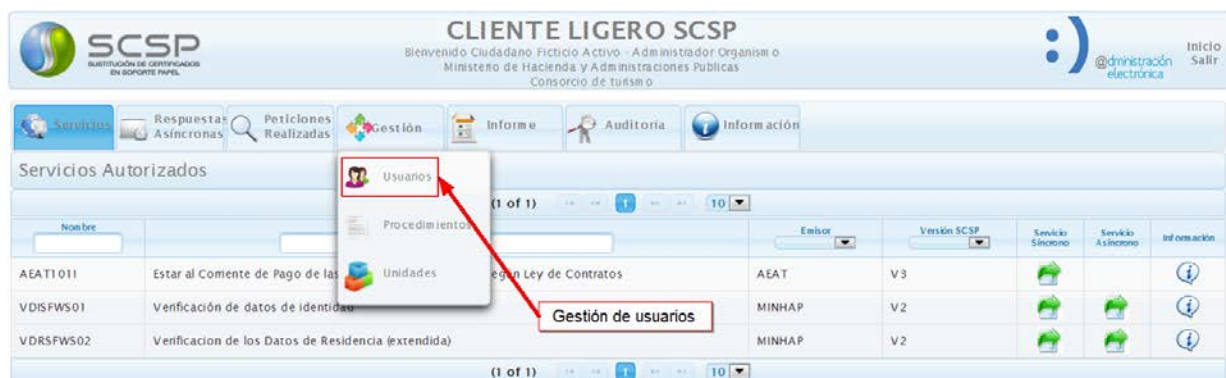 SCSP
SUSTITUCIÓN DE CERTIFICADOS
EN SOPORTE PAPEL
CLIENTE LIGERO SCSP
Bienvenido Ciudadano Ficticio Activo - Administrador Organismo
Ministerio de Hacienda y Administraciones Publicas
Consorcio de turismo
:)
@dministración
electrónica
Inicio
Salir
Servicios
Respuestas
Asíncronas
Peticiones
Realizadas
Gestión
Informe
Auditoría
Información
Servicios Autorizados
Usuarios
Procedimientos
Unidades
(1 of 1) 1 10
Nombre
Emisor
Versión SCSP
Servicio
Síncrono
Servicio
Asíncrono
Información
AEAT101I Estar al Corriente de Pago de las egún Ley de Contratos AEAT V3
VDISFWS01 Verificación de datos de identidad MINHAP V2
Gestión de usuarios
VDRSFWS02 Verificacion de los Datos de Residencia (extendida) MINHAP V2
(1 of 1) 1 10